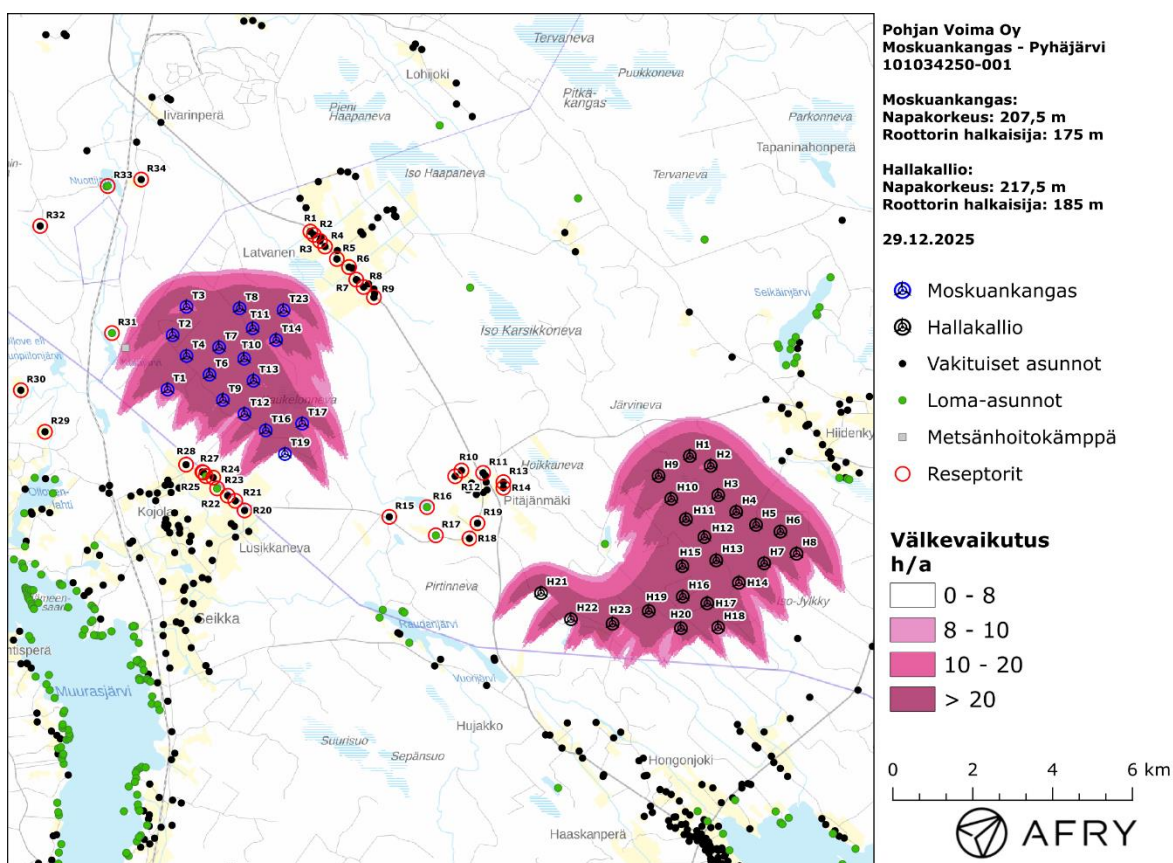 Pohjan Voima Oy
Moskuankangas - Pyhäjärvi
101034250-001
Moskuankangas:
Napakorkeus: 207,5 m
Roottorin halkaisija: 175 m
Hallakallio:
Napakorkeus: 217,5 m
Roottorin halkaisija: 185 m
29.12.2025
Moskuankangas
Hallakallio
Vakituiset asunnot
Loma-asunnot
Metsänhoitokämppä
Reseptorit
Välkevaikutus
h/a
0 - 8
8 - 10
10 - 20
> 20
0 2 4 6 km
AFRY
Tervaneva
Puukkoneva
Lohijoki
Pitkä-
kangas
Iivarinperä
Pieni
Haapaneva
Parkonneva
Tapaninahonperä
Iso Haapaneva
Tervaneva
R33
R34
R32
R1
R2
R3
R4
R5
R6
R7
R8
R9
Latvanen
Seikäinjärvi
Iso Karsikkoneva
T3
T8
T23
T11
T2
T14
T7
T4
T10
T6
T13
T1
T9
T12
T16
T17
T19
R31
R30
R29
Järvineva
Hiidenky
R28
R27
R24
R25
R23
R22
R21
R20
Kojola
Lusikkaneva
R10
R11
R12
R13
R14
Hoikkaneva
Pitäjänmäki
R15
R16
R17
R18
R19
H1
H2
H9
H3
H10
H4
H11
H5
H6
H12
H8
H13
H7
H15
H14
H21
H16
H17
H19
H22
H23
H20
H18
Iso-Jylkky
Pirtinneva
Seikka
Raudanjärvi
Vuorijärvi
Muurasjärvi
Hujakko
Suurisuo
Sepänsuo
Hongonjoki
Haaskanperä